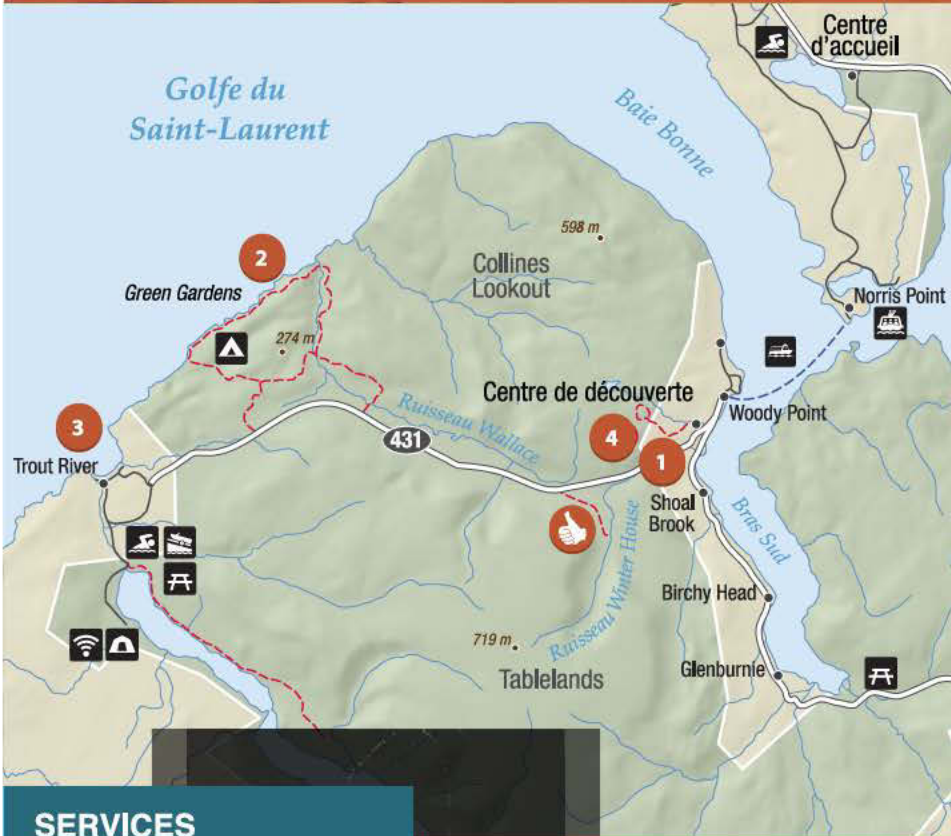 Centre
d'accueil
Golfe du
Saint-Laurent
Baie Bonne
598 m
2
Collines
Lookout
Green Gardens
Norris Point
274 m
Centre de découverte
Ruisseau Wallace
Woody Point
3
4
431
1
Trout River
Shoal
Brook
Bras Sud
Ruisseau Winter House
Birchy Head
719 m
Glenburnie
Tablelands
SERVICES